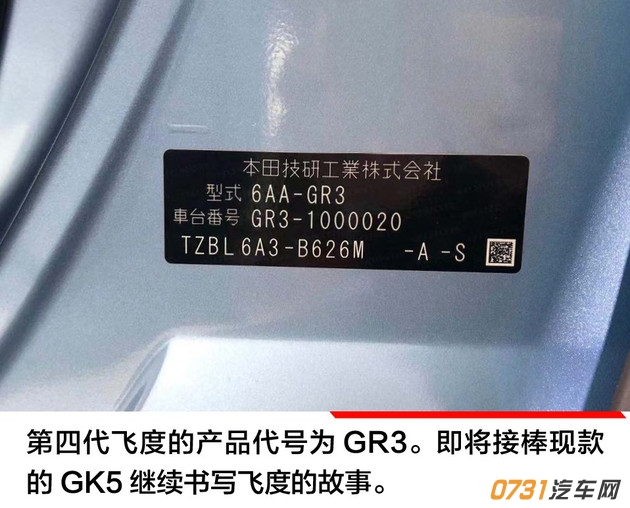 本田技研工業株式会社
型式 6AA-GR3
車台番号 GR3-1000020
TZBL6A3-B626M -A -S
第四代飞度的产品代号为 GR3。即将接棒现款
的 GK5 继续书写飞度的故事。
0731汽车网